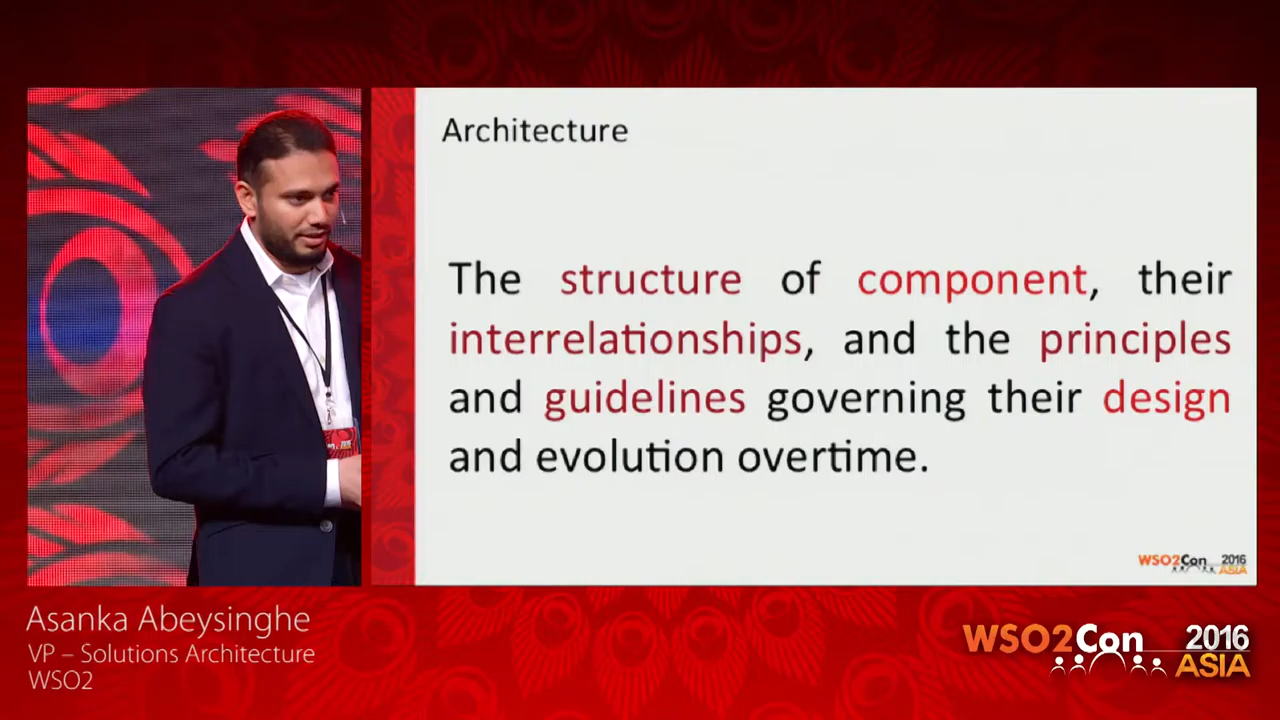 Architecture
The structure of component, their
interrelationships, and the principles
and guidelines governing their design
and evolution overtime.
WSO2Con 2016
ASIA
Asanka Abeysinghe
VP – Solutions Architecture
WSO2
WSO2Con 2016
ASIA